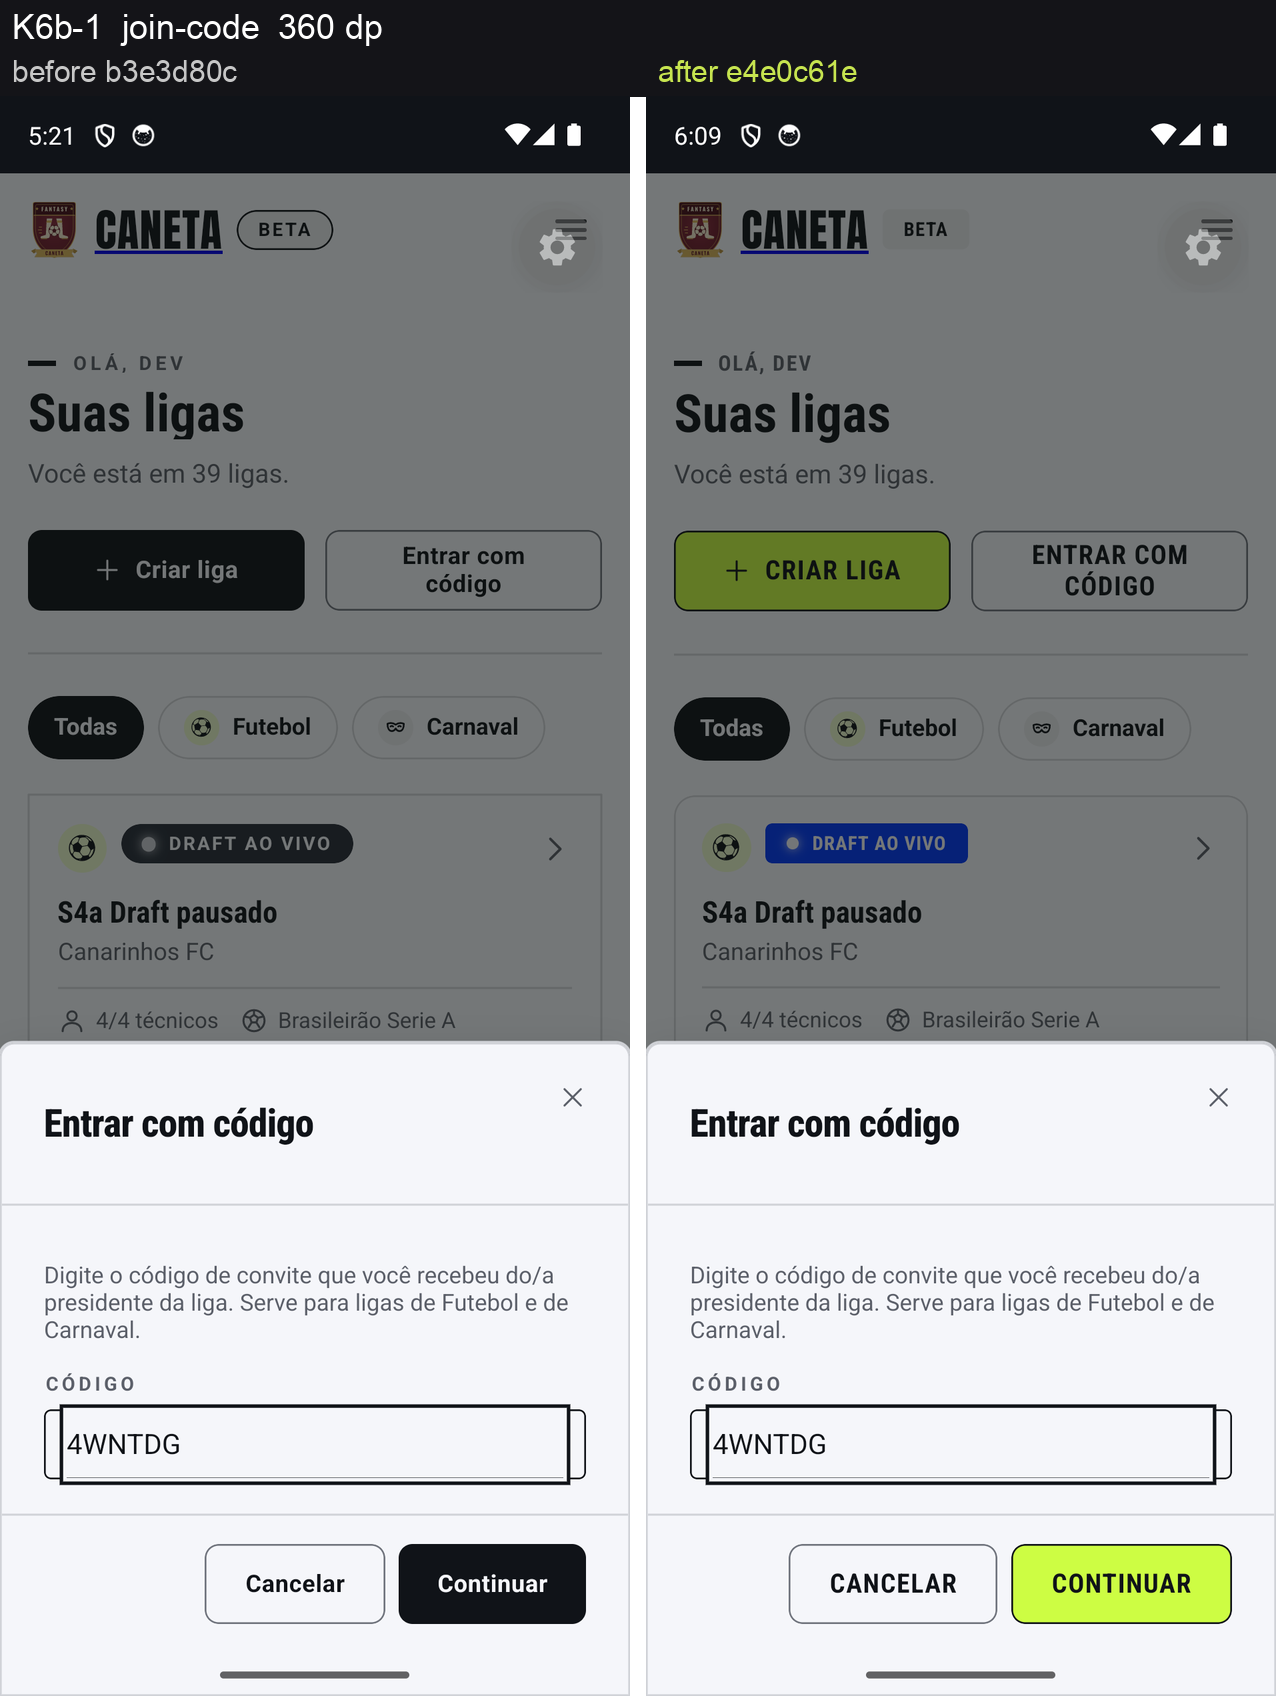 K6b-1 join-code 360 dp
before b3e3d80c
after e4e0c61e
5:21
FANTASY
CANETA
CANETA
BETA
OLÁ, DEV
Suas ligas
Você está em 39 ligas.
+ Criar liga
Entrar com
código
Todas
Futebol
Carnaval
DRAFT AO VIVO
S4a Draft pausado
Canarinhos FC
4/4 técnicos
Brasileirão Serie A
Entrar com código
Digite o código de convite que você recebeu do/a
presidente da liga. Serve para ligas de Futebol e de
Carnaval.
CÓDIGO
4WNTDG
Cancelar
Continuar
6:09
FANTASY
CANETA
CANETA
BETA
OLÁ, DEV
Suas ligas
Você está em 39 ligas.
+ CRIAR LIGA
ENTRAR COM
CÓDIGO
Todas
Futebol
Carnaval
DRAFT AO VIVO
S4a Draft pausado
Canarinhos FC
4/4 técnicos
Brasileirão Serie A
Entrar com código
Digite o código de convite que você recebeu do/a
presidente da liga. Serve para ligas de Futebol e de
Carnaval.
CÓDIGO
4WNTDG
CANCELAR
CONTINUAR